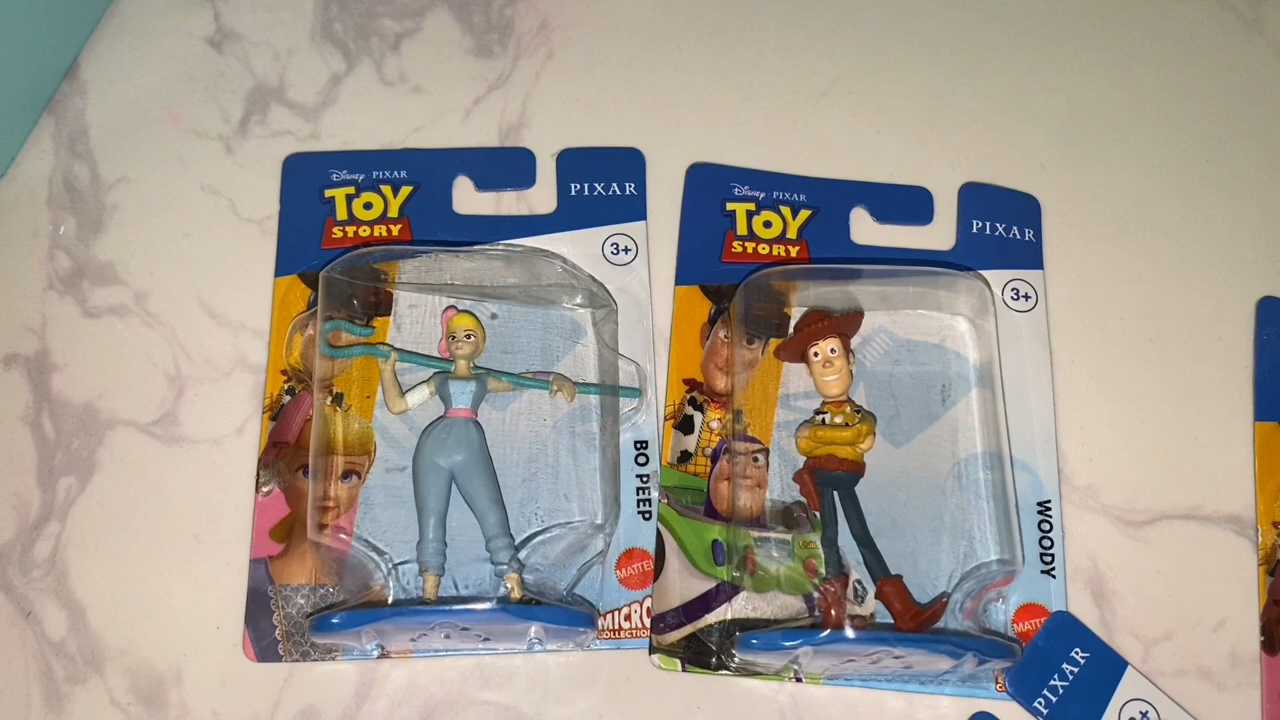 Disney · PIXAR
TOY
STORY
PIXAR
3+
BO PEEP
MATTEL
MICRO
COLLECTION
Disney · PIXAR
TOY
STORY
PIXAR
3+
WOODY
MATTEL
PIXAR
3+